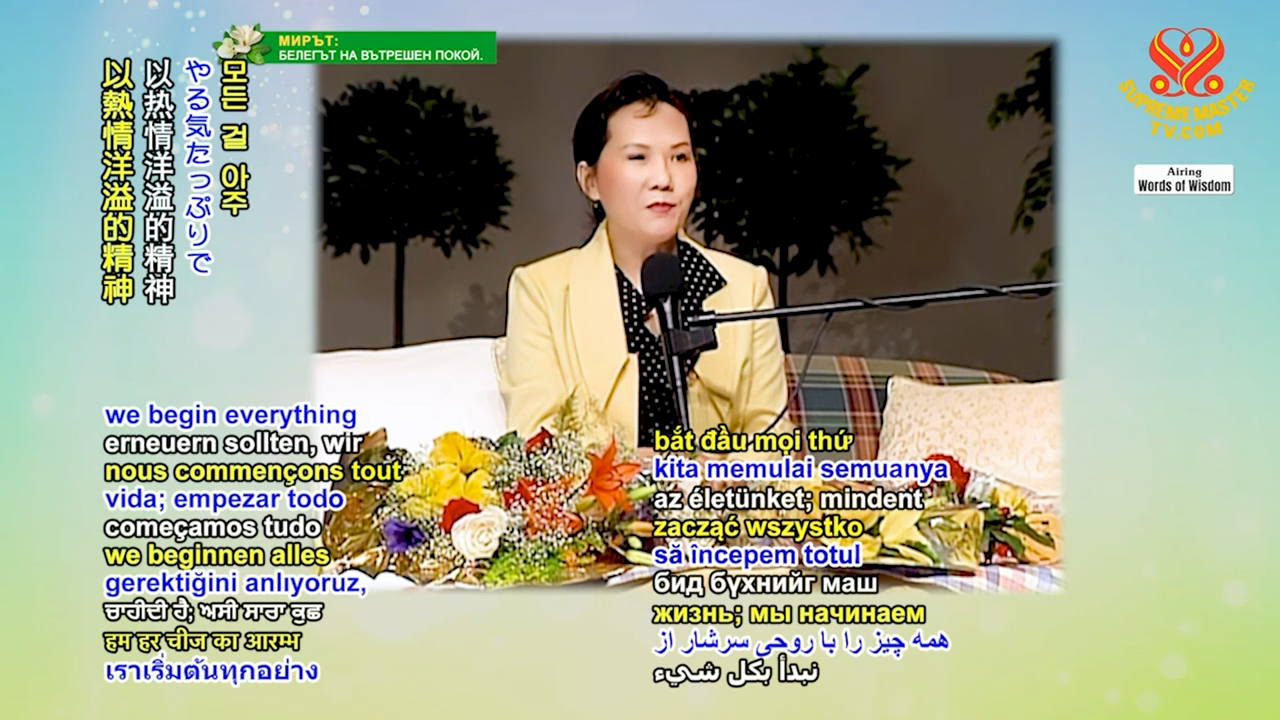 МИРЪТ:
БЕЛЕГЪТ НА ВЪТРЕШЕН ПОКОЙ.
SUPREME MASTER
TV.COM
Airing
Words of Wisdom
모든 걸 아주
やる気たっぷりで
以热情洋溢的精神
以熱情洋溢的精神
we begin everything
erneuern sollten, wir
nous commençons tout
vida; empezar todo
começamos tudo
we beginnen alles
gerektiğini anlıyoruz,
ਚਾਹੀਦੀ ਹੈ; ਅਸੀ ਸਾਰਾ ਕੁਛ
हम हर चीज का आरम्भ
เราเริ่มต้นทุกอย่าง
bắt đầu mọi thứ
kita memulai semuanya
az életünket; mindent
zacząć wszystko
să începem totul
бид бүхнийг маш
жизнь; мы начинаем
همه چیز را با روحی سرشار از
نبدأ بكل شيء